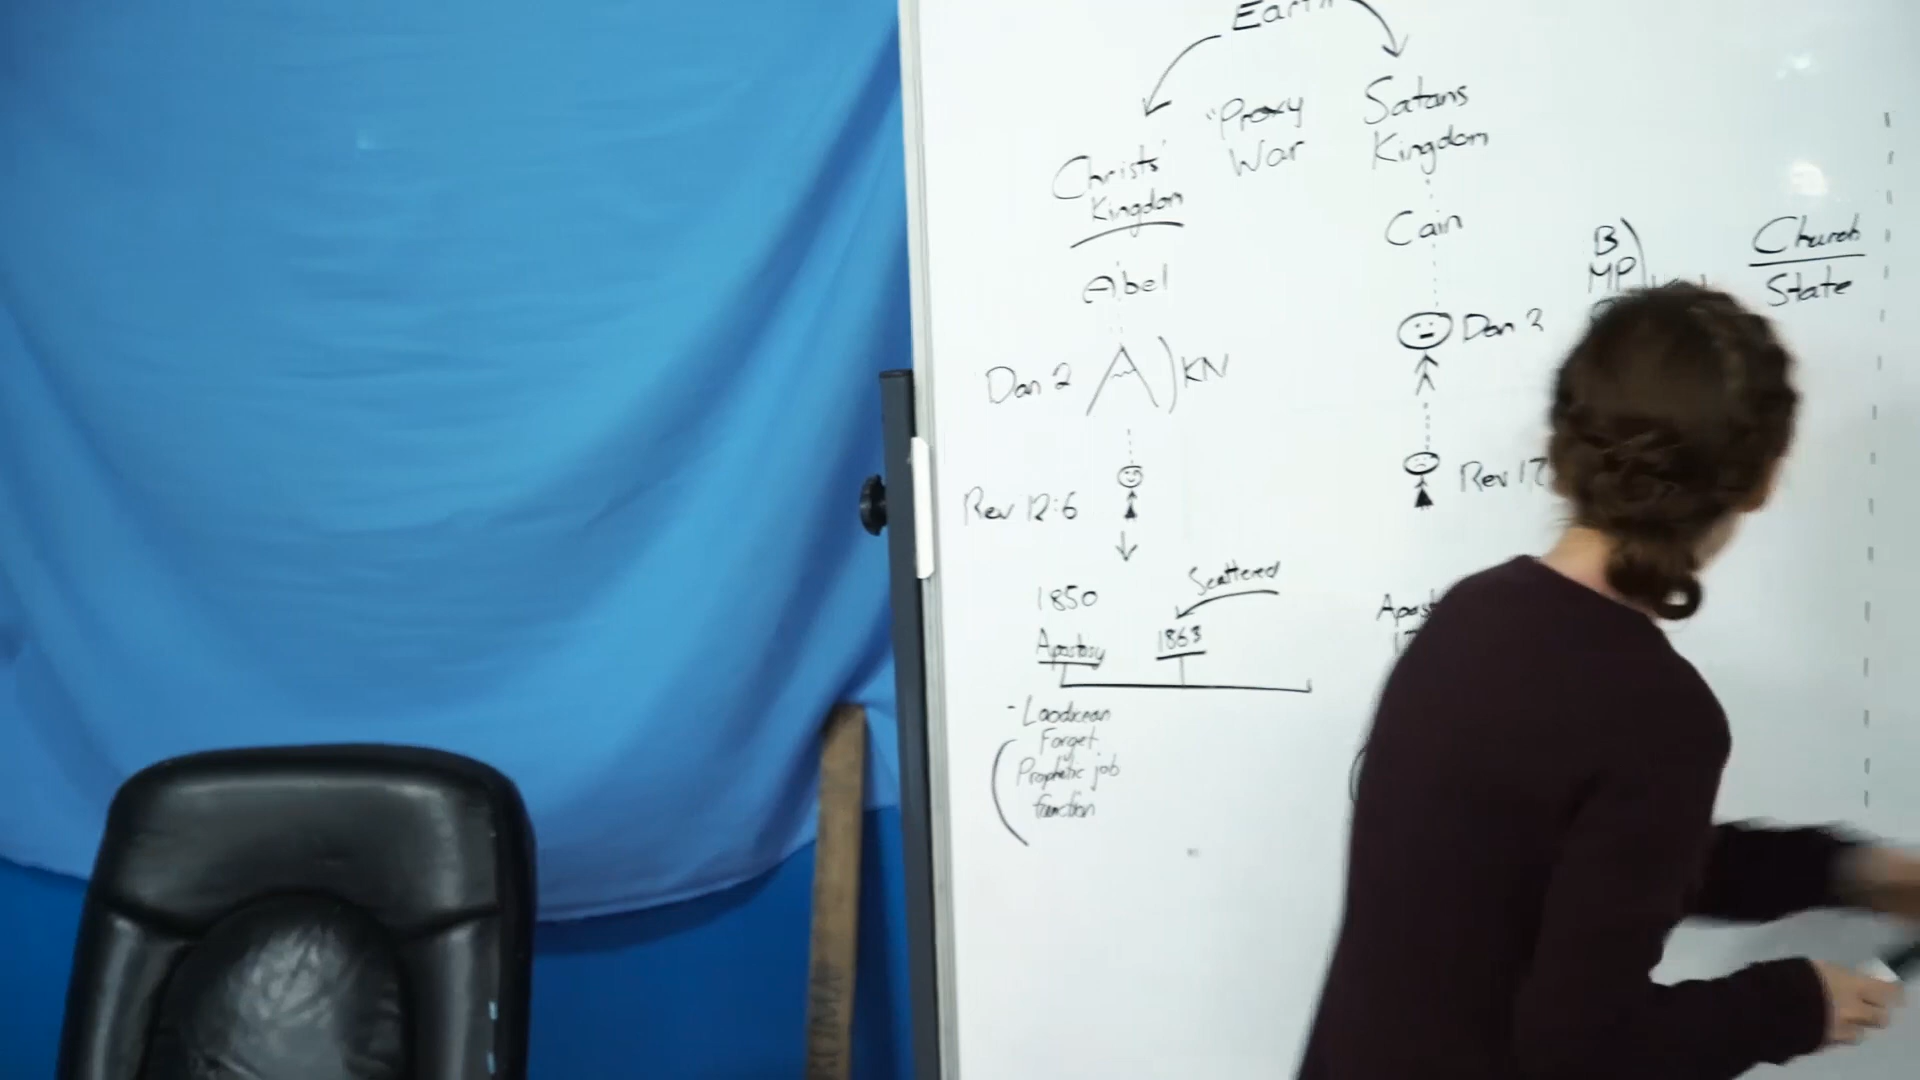 Earth
"Proxy
War
Satans
Kingdom
Christs'
Kingdom
Cain
Abel
B
MP
Church
State
Dan 2
KN
Dan 2
Rev 12:6
Rev 17
Scattered
1850
Apostasy
1863
- Laodicean
Forget
Prophetic job
function